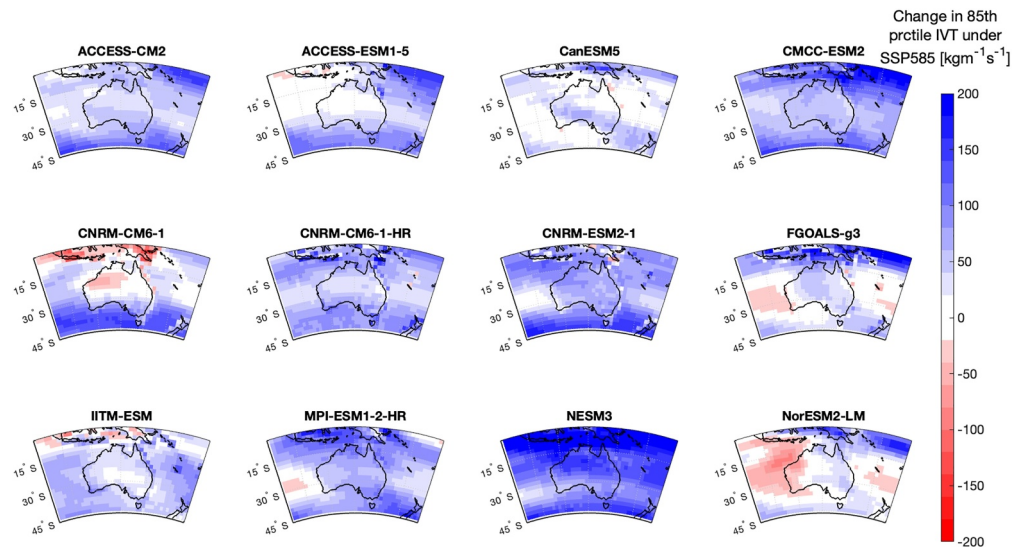 Change in 85th
prctile IVT under
SSP585 [kgm⁻¹s⁻¹]
ACCESS-CM2
ACCESS-ESM1-5
CanESM5
CMCC-ESM2
15° S
30° S
45° S
15° S
30° S
45° S
15° S
30° S
45° S
15° S
30° S
45° S
CNRM-CM6-1
CNRM-CM6-1-HR
CNRM-ESM2-1
FGOALS-g3
15° S
30° S
45° S
15° S
30° S
45° S
15° S
30° S
45° S
15° S
30° S
45° S
IITM-ESM
MPI-ESM1-2-HR
NESM3
NorESM2-LM
15° S
30° S
45° S
15° S
30° S
45° S
15° S
30° S
45° S
15° S
30° S
45° S
200
150
100
50
0
-50
-100
-150
-200